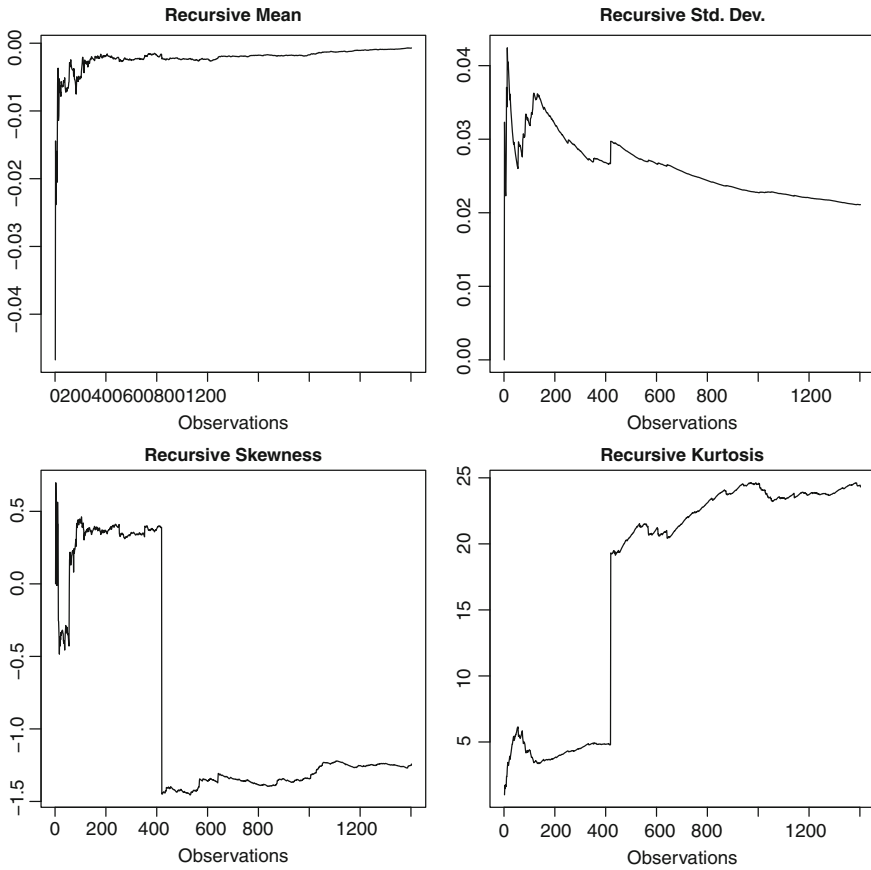 Recursive Mean
0.00
−0.01
−0.02
−0.03
−0.04
0200400600800 1200
Observations
Recursive Std. Dev.
0.04
0.03
0.02
0.01
0.00
0 200 400 600 800 1200
Observations
Recursive Skewness
0.5
0.0
−0.5
−1.0
−1.5
0 200 400 600 800 1200
Observations
Recursive Kurtosis
25
20
15
10
5
0 200 400 600 800 1200
Observations